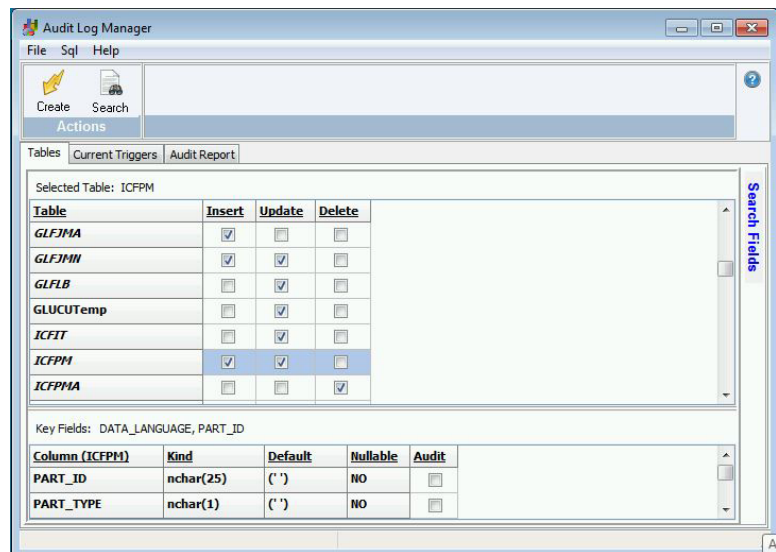 Audit Log Manager
File Sql Help
Create Search
Actions
Tables Current Triggers Audit Report
Selected Table: ICFPM
Table Insert Update Delete
GLFJMA
GLFJMN
GLFLB
GLUCUTemp
ICFIT
ICFPM
ICFPMA
Search Fields
Key Fields: DATA_LANGUAGE, PART_ID
Column (ICFPM) Kind Default Nullable Audit
PART_ID nchar(25) (' ') NO
PART_TYPE nchar(1) (' ') NO
A